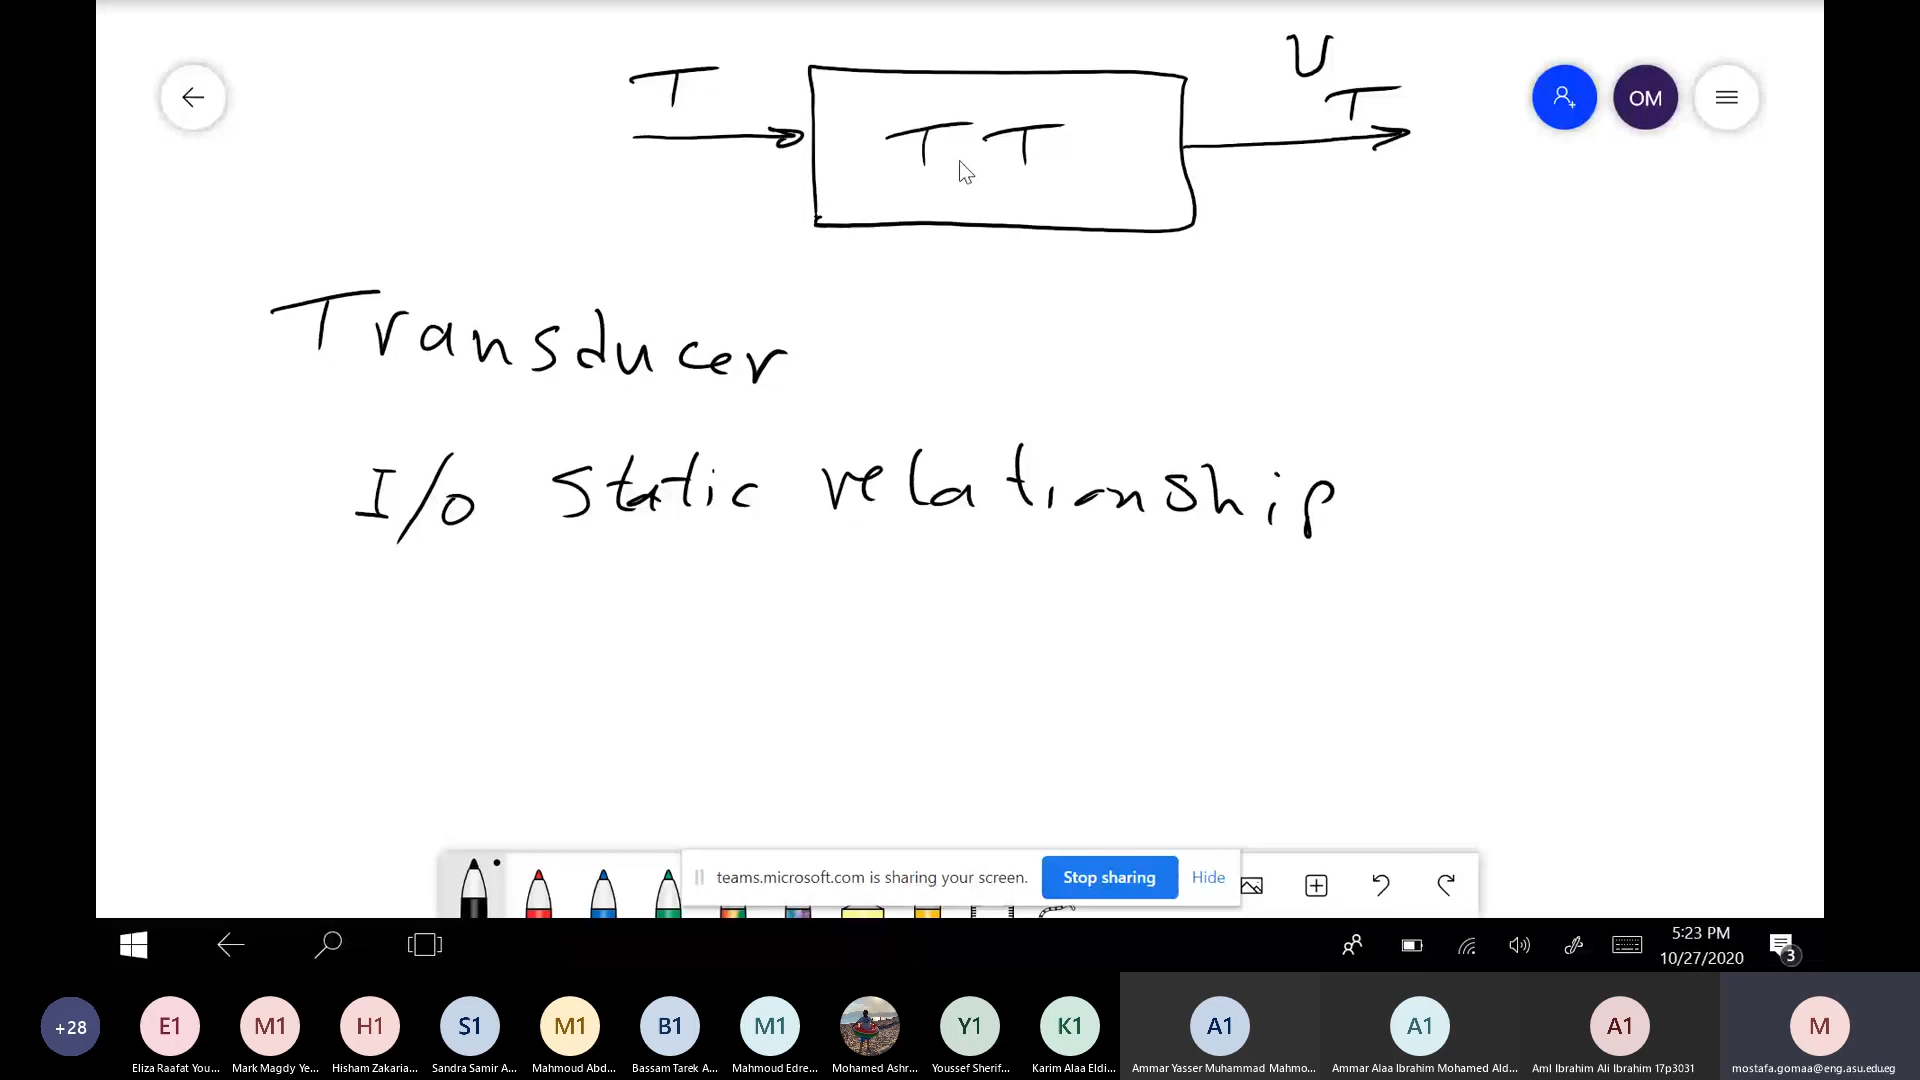 T
TT
U
T
OM
Transducer
I/O static relationship
teams.microsoft.com is sharing your screen.
Stop sharing
Hide
5:23 PM
10/27/2020
3
+28
E1
M1
H1
S1
M1
B1
M1
Y1
K1
A1
A1
A1
M
Eliza Raafat You...
Mark Magdy Ye...
Hisham Zakaria...
Sandra Samir A...
Mahmoud Abd...
Bassam Tarek A...
Mahmoud Edre...
Mohamed Ashr...
Youssef Sherif...
Karim Alaa Eldi...
Ammar Yasser Muhammad Mahmo...
Ammar Alaa Ibrahim Mohamed Ald...
Aml Ibrahim Ali Ibrahim 17p3031
mostafa.gomaa@eng.asu.edu.eg